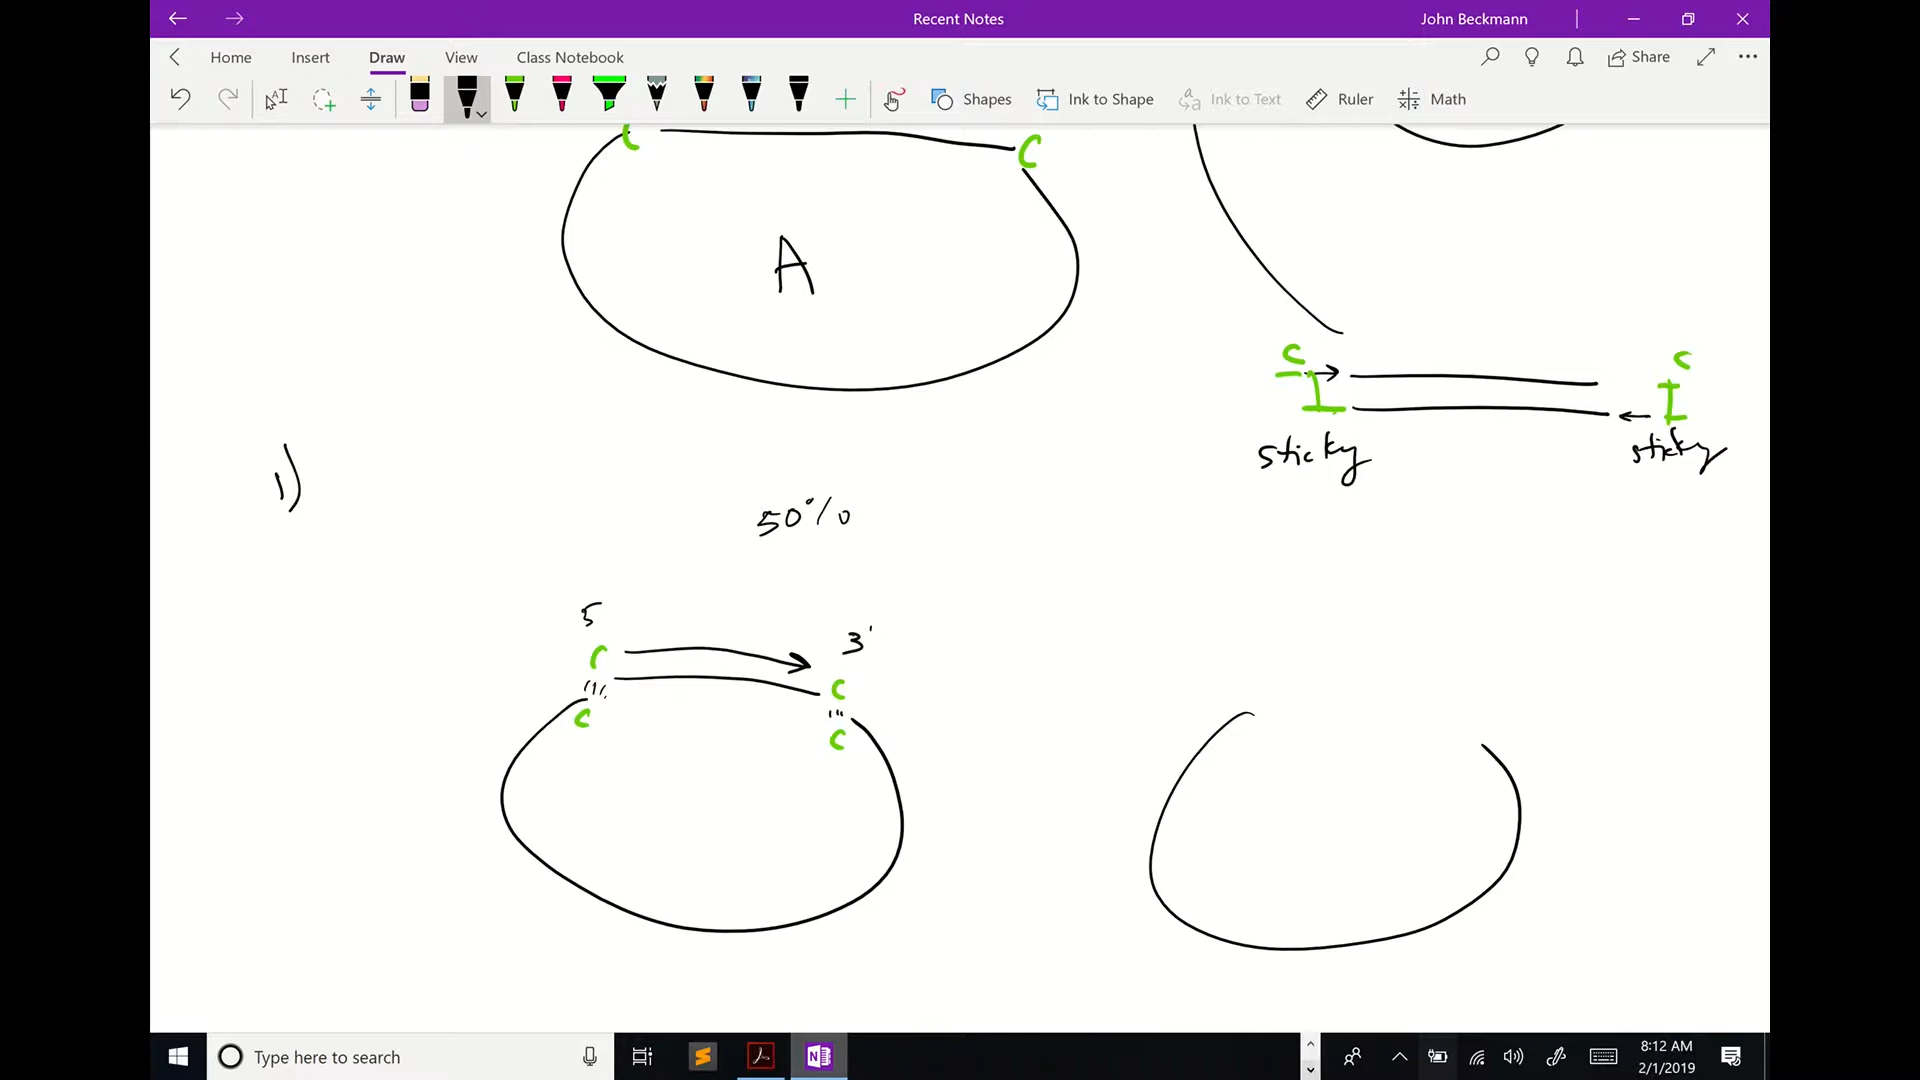 Recent Notes
John Beckmann
Home Insert Draw View Class Notebook
Share
Shapes Ink to Shape Ink to Text Ruler Math
C C
A
C C
sticky sticky
1)
50%
5
3'
C
C
C
C
Type here to search
8:12 AM
2/1/2019